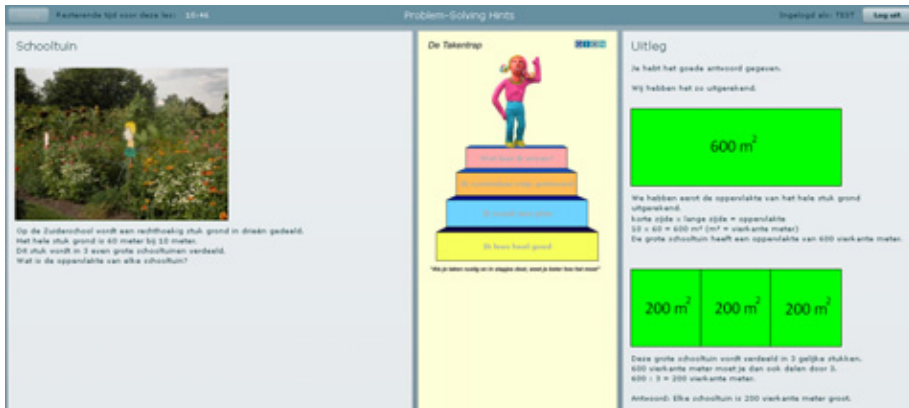 Resterende tijd voor deze les: 10:46
Problem-Solving Hints
Ingelogd als: TEST
Log uit
Schooltuin
Op de Zuiderschool wordt een rechthoekig stuk grond in drieën gedeeld.
Het hele stuk grond is 60 meter bij 10 meter.
Dit stuk wordt in 3 even grote schooltuinen verdeeld.
Wat is de oppervlakte van elke schooltuin?
De Takentrap
GION
Ik lees heel goed
Uitleg
Je hebt het goede antwoord gegeven.
Wij hebben het zo uitgerekend.
600 m²
We hebben eerst de oppervlakte van het hele stuk grond
uitgerekend.
korte zijde x lange zijde = oppervlakte
10 x 60 = 600 m² (m² = vierkante meter)
De grote schooltuin heeft een oppervlakte van 600 vierkante meter.
200 m² 200 m² 200 m²
Deze grote schooltuin wordt verdeeld in 3 gelijke stukken.
600 vierkante meter moet je dan ook delen door 3.
600 : 3 = 200 vierkante meter.
Antwoord: Elke schooltuin is 200 vierkante meter groot.